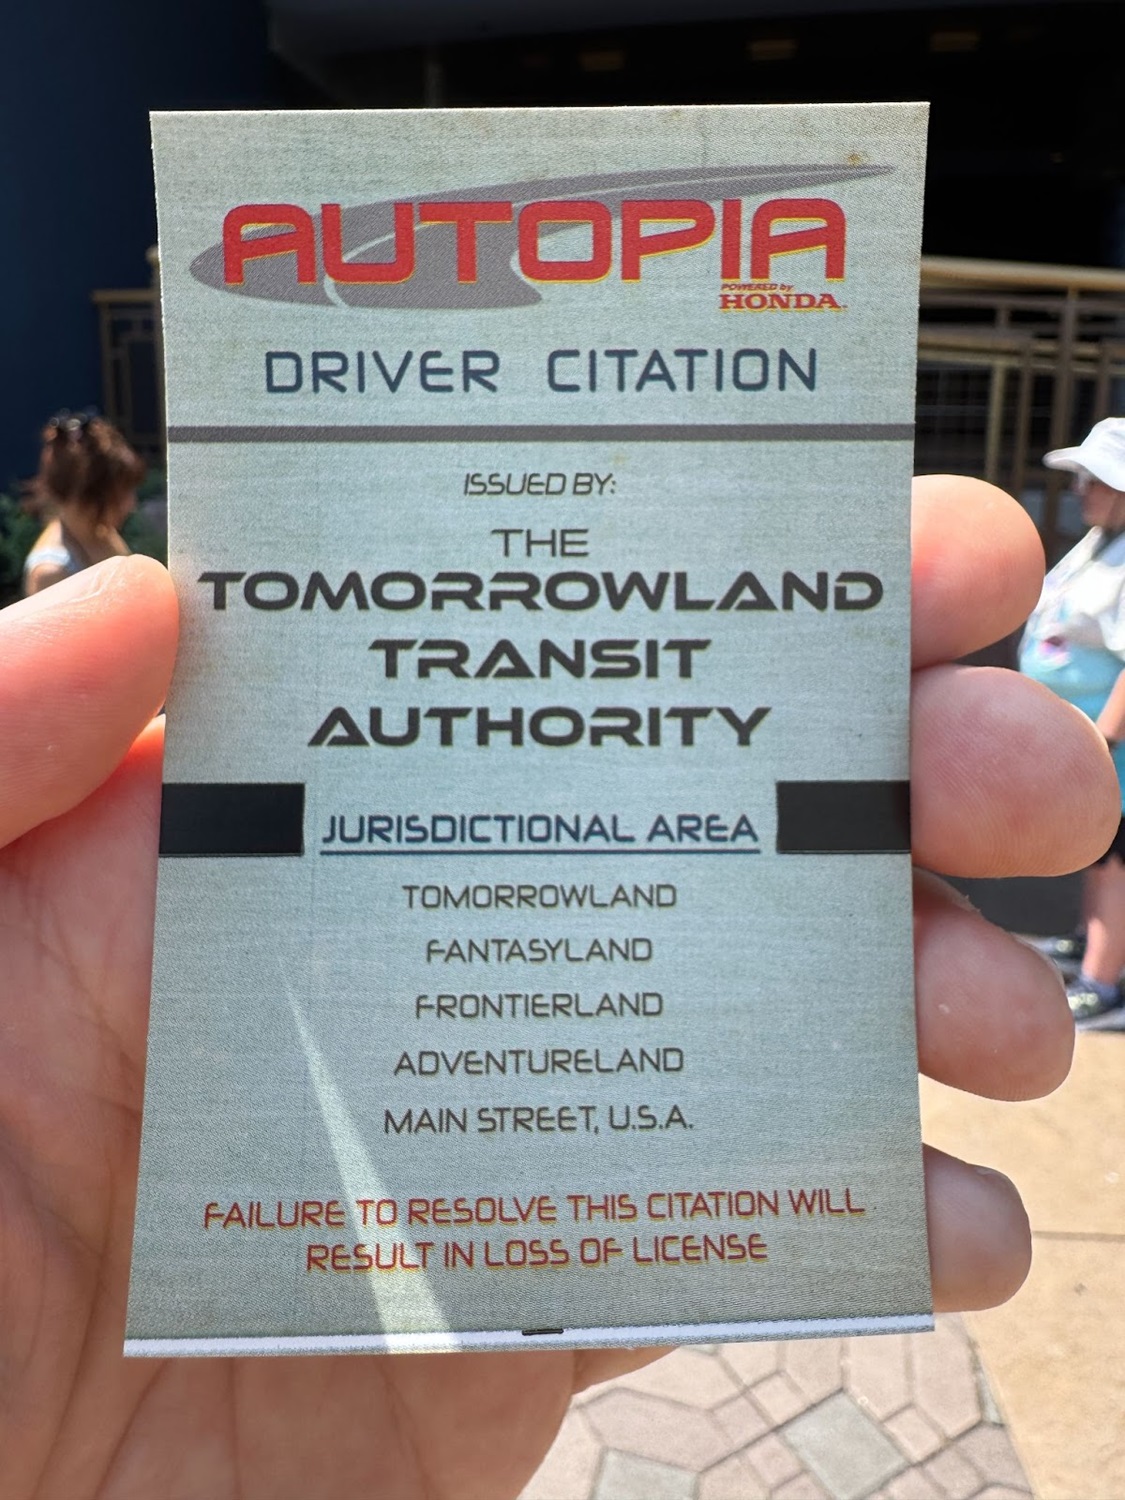 AUTOPIA
POWERED by
HONDA
DRIVER CITATION
ISSUED BY:
THE
TOMORROWLAND
TRANSIT
AUTHORITY
JURISDICTIONAL AREA
TOMORROWLAND
FANTASYLAND
FRONTIERLAND
ADVENTURELAND
MAIN STREET, U.S.A.
FAILURE TO RESOLVE THIS CITATION WILL
RESULT IN LOSS OF LICENSE